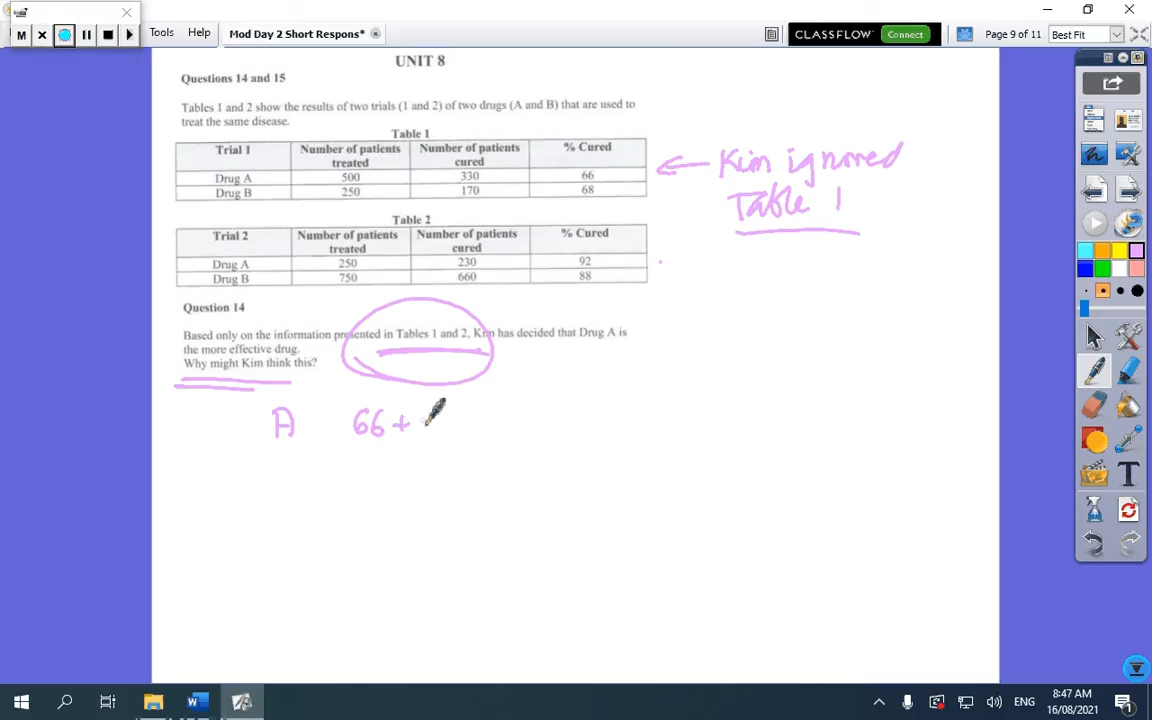 M
Tools Help Mod Day 2 Short Respons* CLASSFLOW Connect Page 9 of 11 Best Fit
UNIT 8
Questions 14 and 15
Tables 1 and 2 show the results of two trials (1 and 2) of two drugs (A and B) that are used to
treat the same disease.
Table 1
Trial 1 Number of patients treated Number of patients cured % Cured
Drug A 500 330 66
Drug B 250 170 68
Kim ignored
Table 1
Table 2
Trial 2 Number of patients treated Number of patients cured % Cured
Drug A 250 230 92
Drug B 750 660 88
Question 14
Based only on the information presented in Tables 1 and 2, Kim has decided that Drug A is
the more effective drug.
Why might Kim think this?
A 66 +
T
ENG 8:47 AM
16/08/2021
1